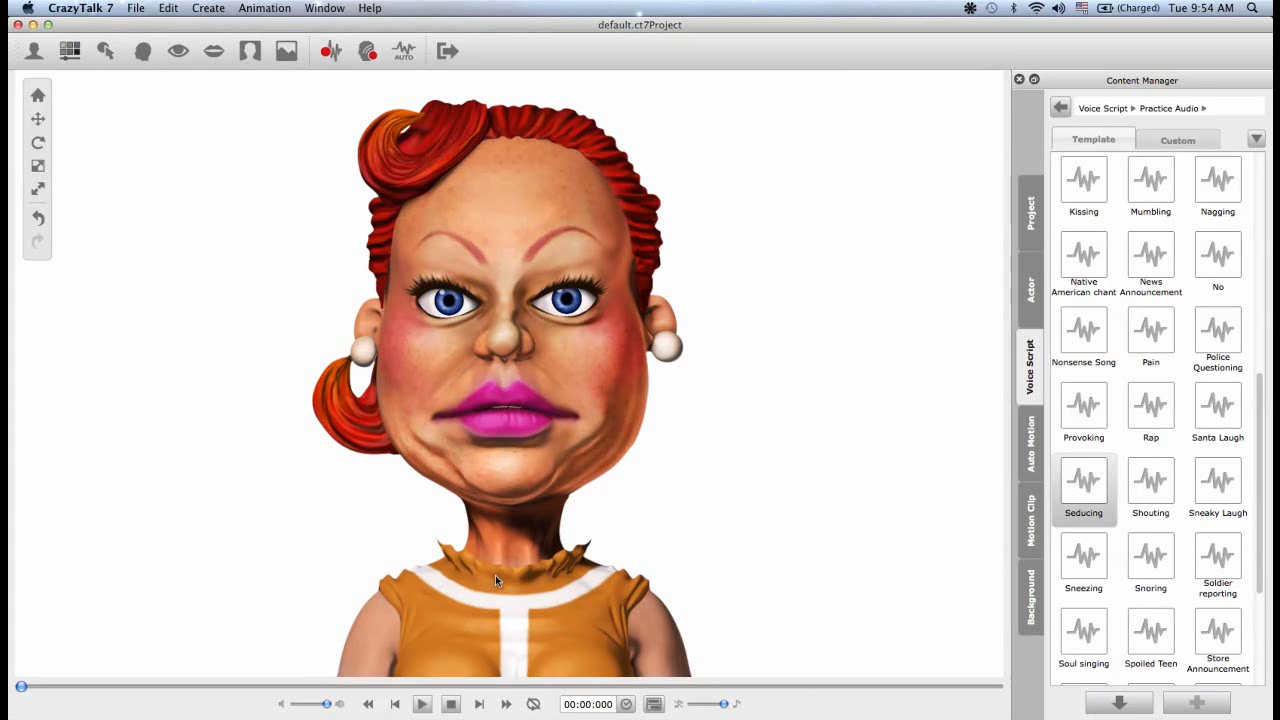 CrazyTalk 7 File Edit Create Animation Window Help (Charged) Tue 9:54 AM
default.ct7Project
AUTO
Content Manager
Voice Script Practice Audio
Template Custom
Project
Actor
Voice Script
Auto Motion
Motion Clip
Background
Kissing Mumbling Nagging
Native American chant
News Announcement
No
Nonsense Song Pain
Police Questioning
Provoking Rap Santa Laugh
Seducing Shouting Sneaky Laugh
Sneezing Snoring
Soldier reporting
Soul singing Spoiled Teen
Store Announcement
00:00:000